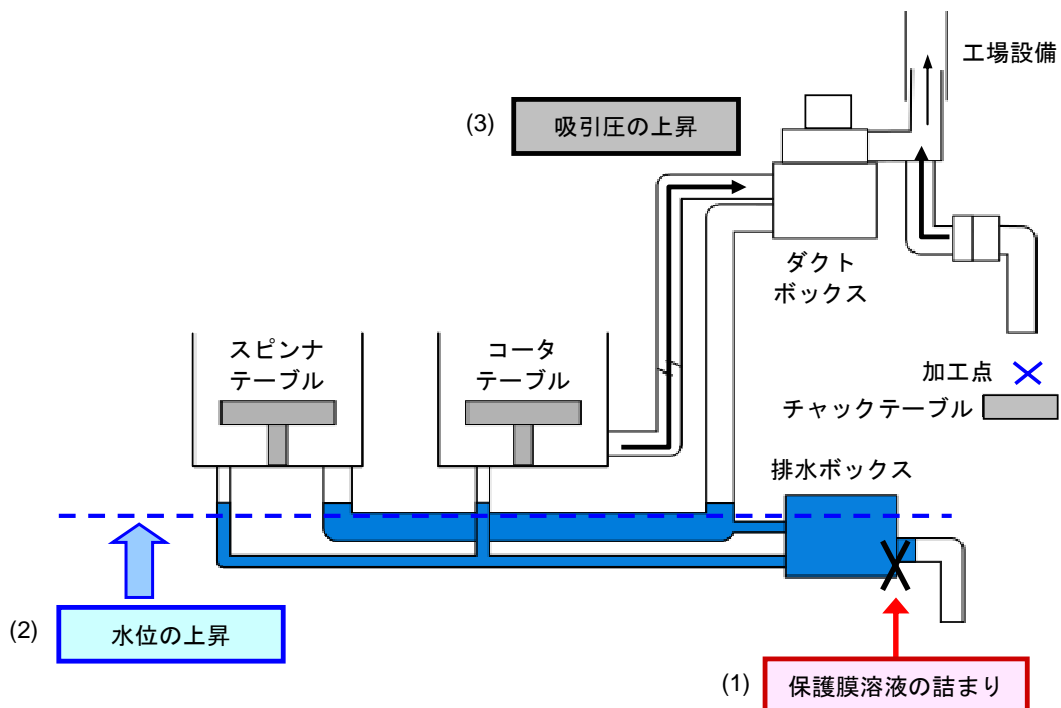 工場設備
(3)
吸引圧の上昇
ダクト
ボックス
スピンナ
テーブル
コータ
テーブル
加工点
チャックテーブル
排水ボックス
(2)
水位の上昇
(1)
保護膜溶液の詰まり